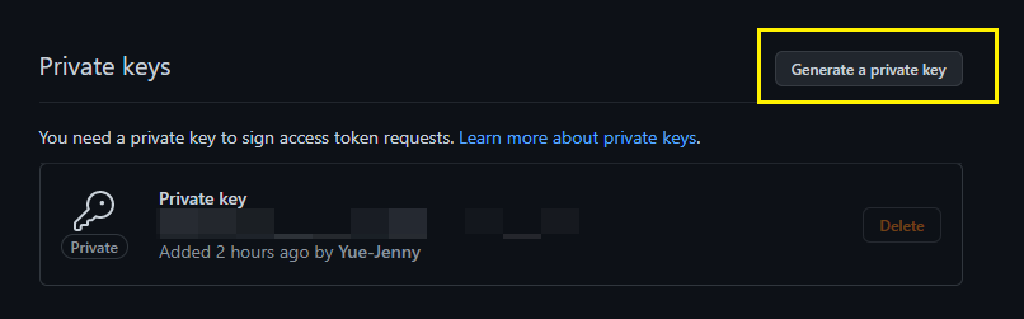 Private keys
Generate a private key
You need a private key to sign access token requests. Learn more about private keys.
Private key
Private
Added 2 hours ago by Yue-Jenny
Delete